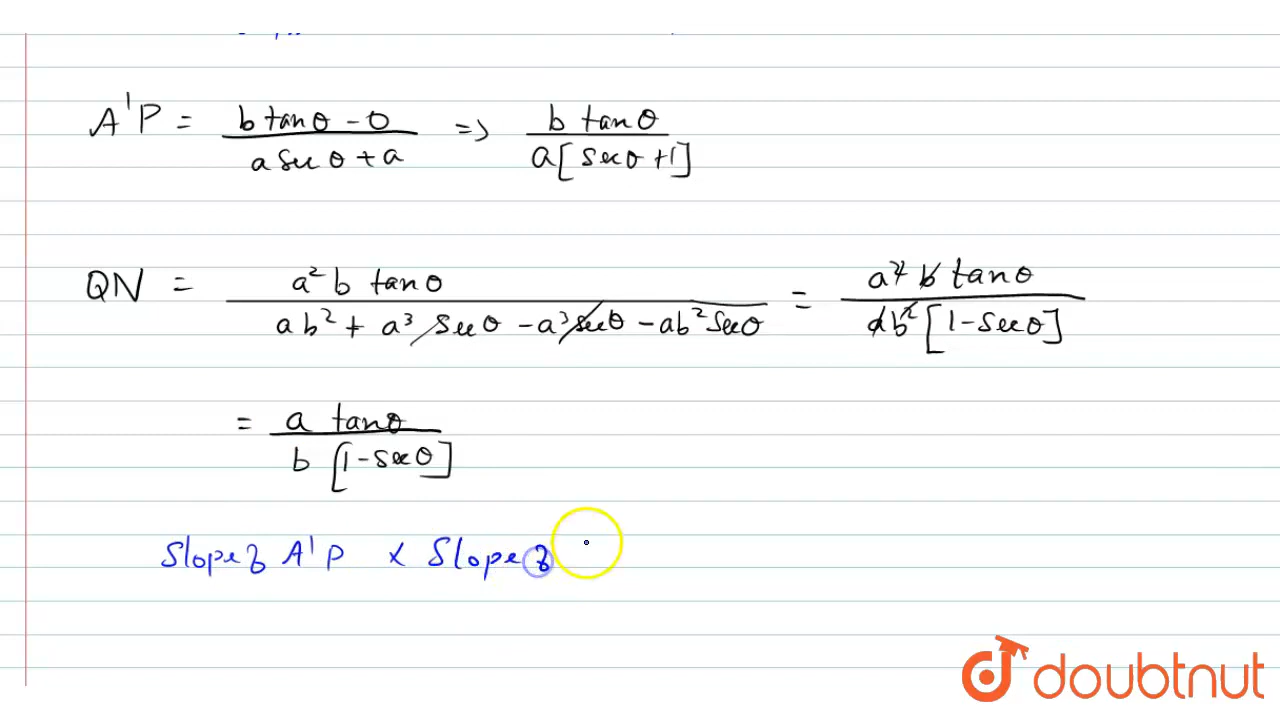 A'P = (b tanθ - 0)/(a secθ + a) => (b tanθ)/(a[secθ + 1])
QN = (a² b tanθ)/(ab² + a³ secθ - a³ secθ - ab² secθ) = (a² b tanθ)/(ab² [1 - secθ])
= (a tanθ)/(b [1 - secθ])
Slope of A'P × Slope of
doubtnut